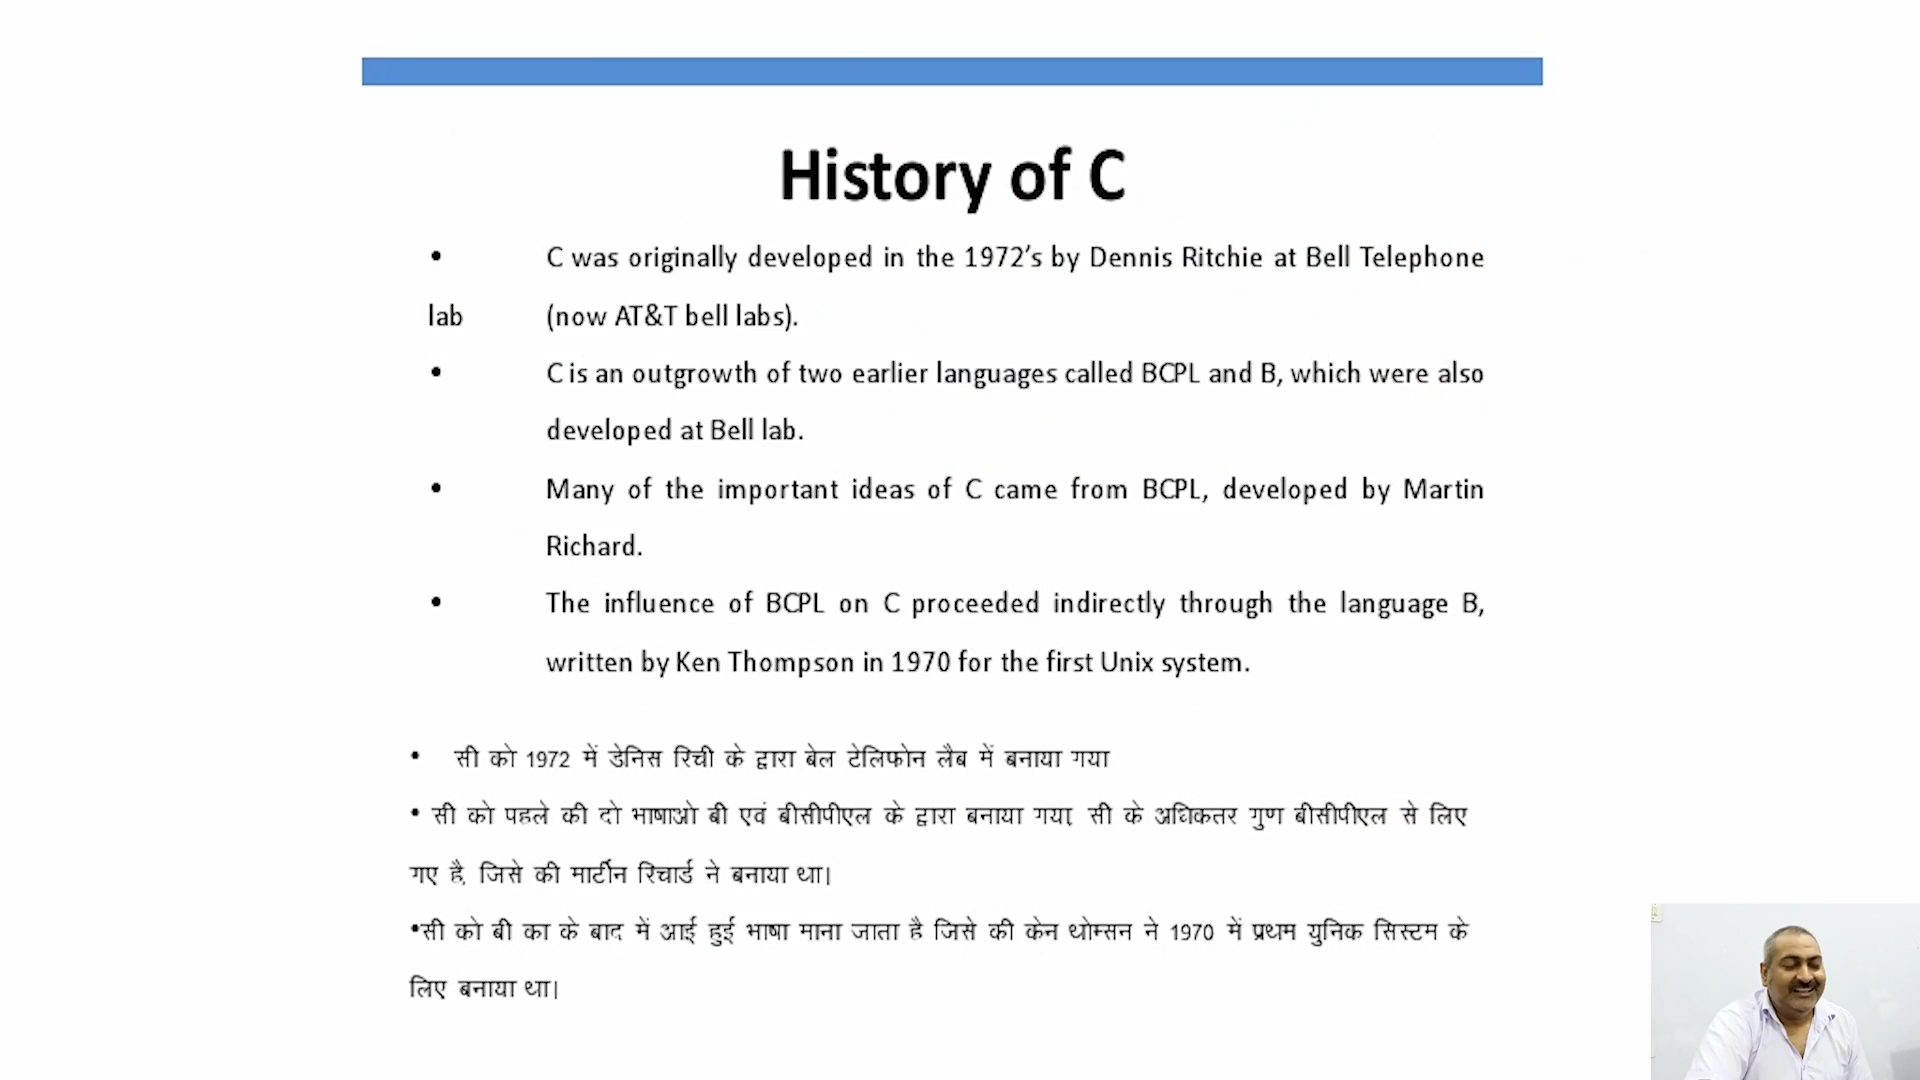 History of C
• C was originally developed in the 1972’s by Dennis Ritchie at Bell Telephone
lab (now AT&T bell labs).
• C is an outgrowth of two earlier languages called BCPL and B, which were also
developed at Bell lab.
• Many of the important ideas of C came from BCPL, developed by Martin
Richard.
• The influence of BCPL on C proceeded indirectly through the language B,
written by Ken Thompson in 1970 for the first Unix system.
• सी को 1972 में डेनिस रिची के द्वारा बेल टेलिफोन लैब में बनाया गया
• सी को पहले की दो भाषाओ बी एवं बीसीपीएल के द्वारा बनाया गया, सी के अधिकतर गुण बीसीपीएल से लिए
गए है, जिसे की मार्टीन रिचार्ड ने बनाया था।
•सी को बी का के बाद में आई हुई भाषा माना जाता है जिसे की केन थोम्सन ने 1970 में प्रथम युनिक सिस्टम के
लिए बनाया था।